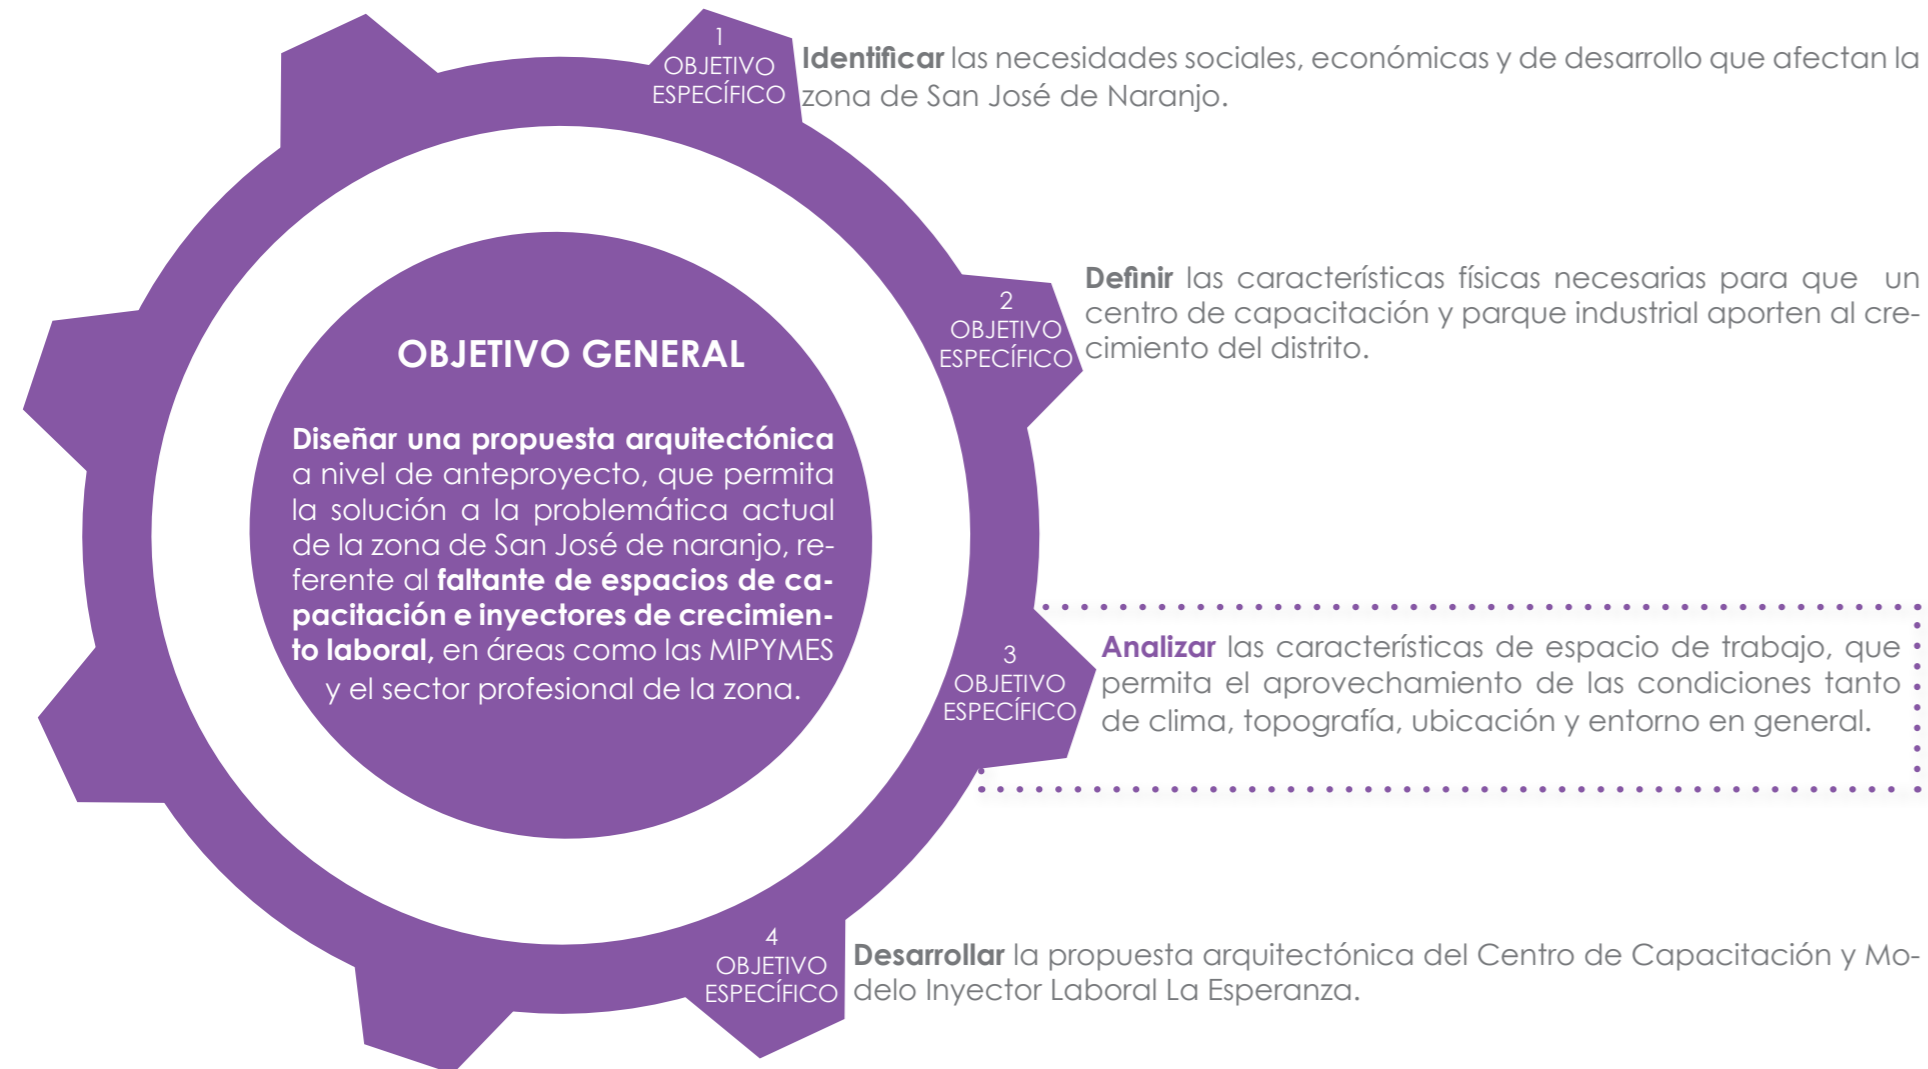 1
OBJETIVO
ESPECÍFICO
Identificar las necesidades sociales, económicas y de desarrollo que afectan la
zona de San José de Naranjo.
2
OBJETIVO
ESPECÍFICO
Definir las características físicas necesarias para que un
centro de capacitación y parque industrial aporten al cre-
cimiento del distrito.
OBJETIVO GENERAL
Diseñar una propuesta arquitectónica
a nivel de anteproyecto, que permita
la solución a la problemática actual
de la zona de San José de naranjo, re-
ferente al faltante de espacios de ca-
pacitación e inyectores de crecimien-
to laboral, en áreas como las MIPYMES
y el sector profesional de la zona.
3
OBJETIVO
ESPECÍFICO
Analizar las características de espacio de trabajo, que
permita el aprovechamiento de las condiciones tanto
de clima, topografía, ubicación y entorno en general.
4
OBJETIVO
ESPECÍFICO
Desarrollar la propuesta arquitectónica del Centro de Capacitación y Mo-
delo Inyector Laboral La Esperanza.